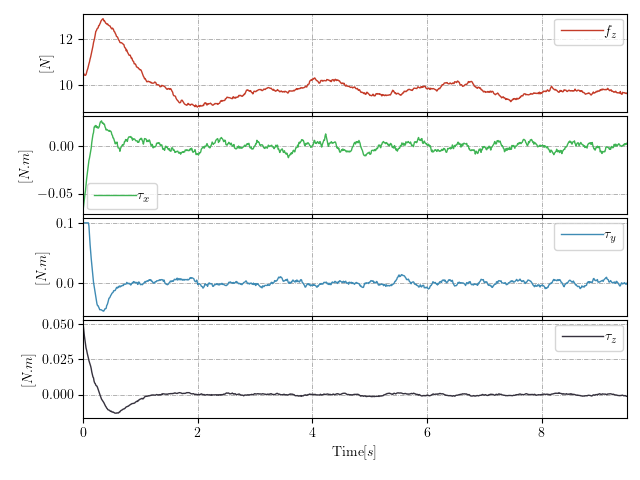 12
10
[N]
f_z
0.00
−0.05
[N.m]
τ_x
0.1
0.0
[N.m]
τ_y
0.050
0.025
0.000
[N.m]
τ_z
0 2 4 6 8
Time[s]